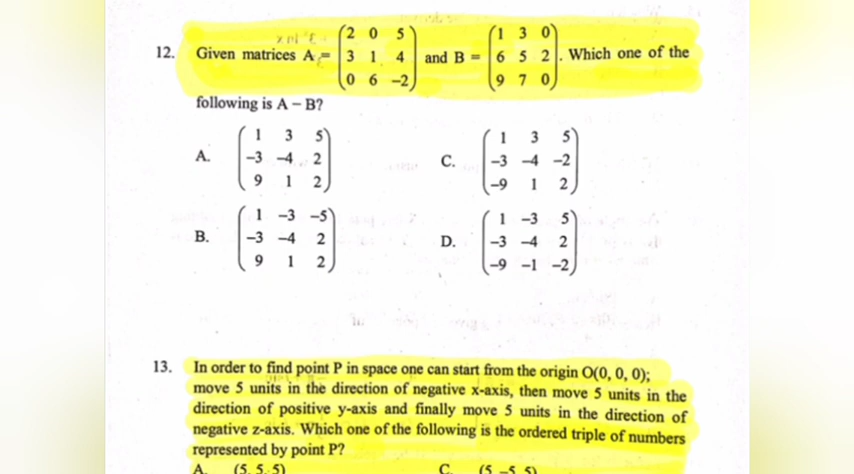 12. Given matrices A = (2 0 5
3 1 4
0 6 −2) and B = (1 3 0
6 5 2
9 7 0). Which one of the
following is A − B?
A. (1 3 5
−3 −4 2
9 1 2)
C. (1 3 5
−3 −4 −2
−9 1 2)
B. (1 −3 −5
−3 −4 2
9 1 2)
D. (1 −3 5
−3 −4 2
−9 −1 −2)
13. In order to find point P in space one can start from the origin O(0, 0, 0);
move 5 units in the direction of negative x-axis, then move 5 units in the
direction of positive y-axis and finally move 5 units in the direction of
negative z-axis. Which one of the following is the ordered triple of numbers
represented by point P?
A. (5, 5, 5) C. (5, −5, 5)